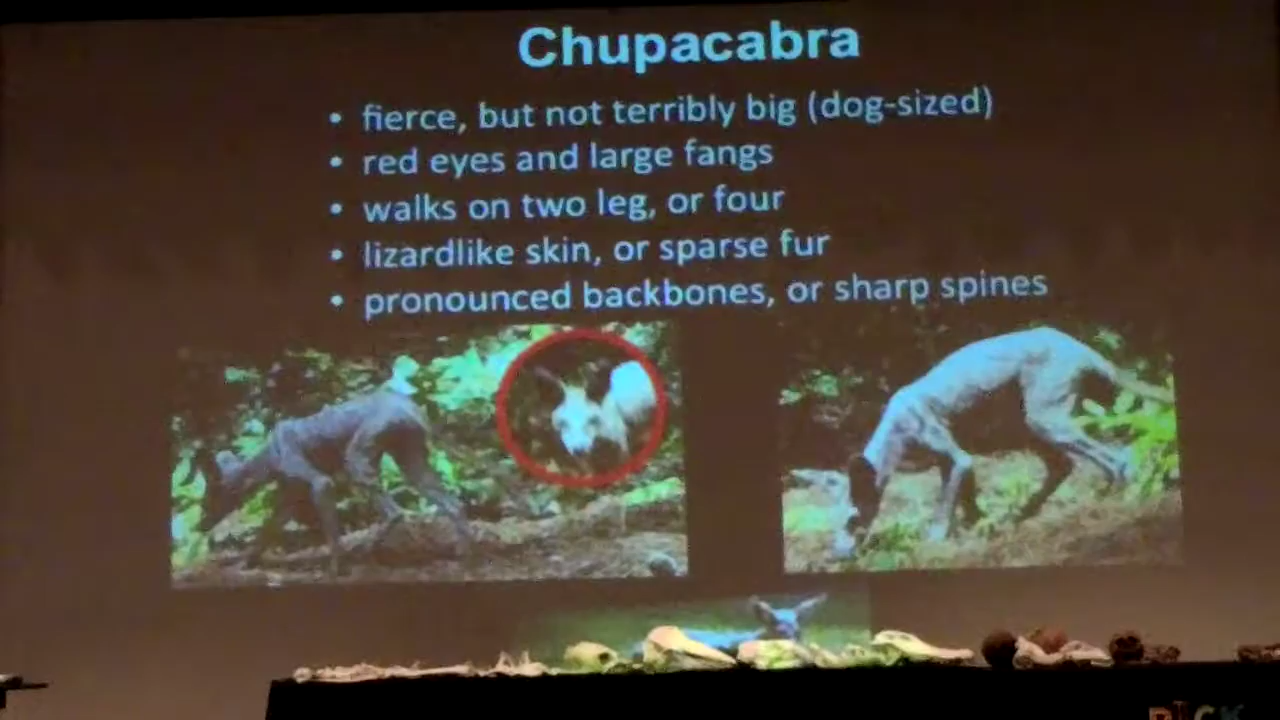 Chupacabra
• fierce, but not terribly big (dog-sized)
• red eyes and large fangs
• walks on two leg, or four
• lizardlike skin, or sparse fur
• pronounced backbones, or sharp spines